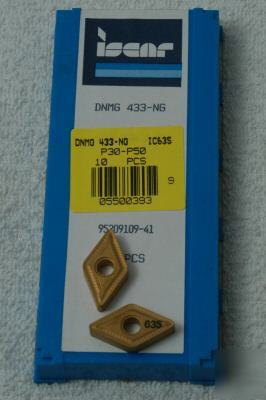 iscar
DNMG 433-NG
DNMG 433-NG IC635
P30-P50
10 PCS
9
05500393
95209109-41
PCS
635